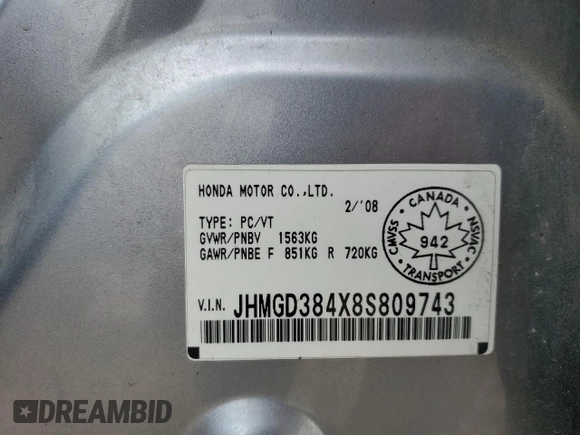 HONDA MOTOR CO.,LTD.
2/'08
TYPE: PC/VT
GVWR/PNBV 1563KG
GAWR/PNBE F 851KG R 720KG
CANADA
CMVSS
NSVAC
942
TRANSPORT
V.I.N. JHMGD384X8S809743
DREAMBID